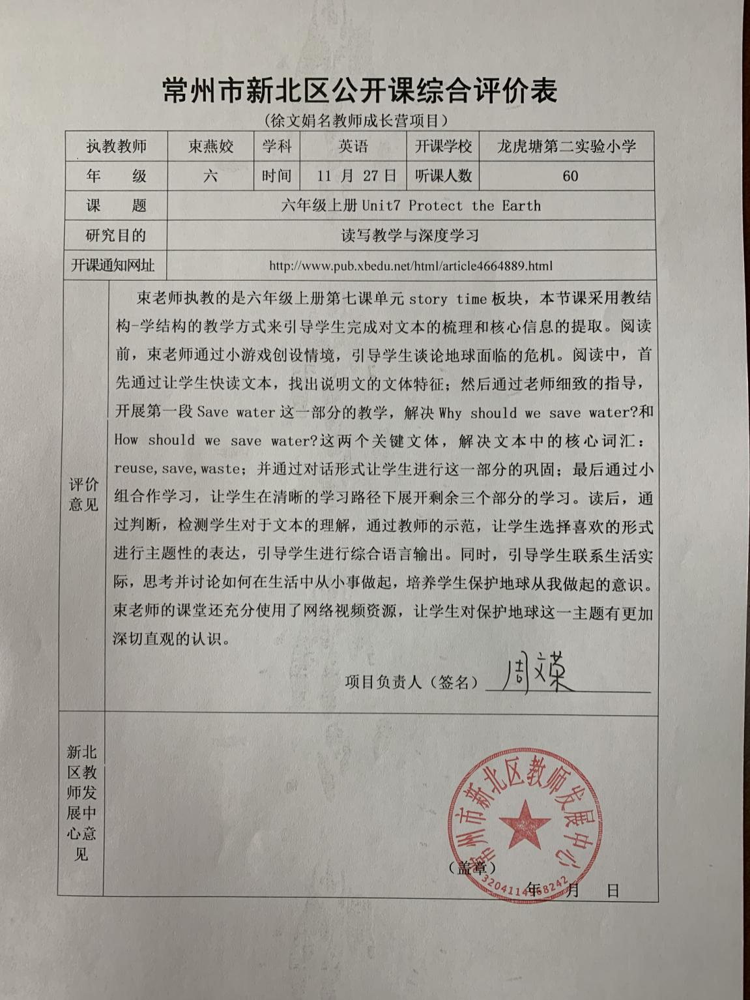 常州市新北区公开课综合评价表
(徐文娟名教师成长营项目)
执教教师 束燕姣 学科 英语 开课学校 龙虎塘第二实验小学
年 级 六 时间 11 月 27日 听课人数 60
课 题 六年级上册Unit7 Protect the Earth
研究目的 读写教学与深度学习
开课通知网址 http://www.pub.xbedu.net/html/article4664889.html
评价
意见
束老师执教的是六年级上册第七课单元 story time 板块，本节课采用教结
构-学结构的教学方式来引导学生完成对文本的梳理和核心信息的提取。阅读
前，束老师通过小游戏创设情境，引导学生谈论地球面临的危机。阅读中，首
先通过让学生快读文本，找出说明文的文体特征；然后通过老师细致的指导，
开展第一段 Save water 这一部分的教学，解决 Why should we save water?和
How should we save water?这两个关键文体，解决文本中的核心词汇：
reuse,save,waste；并通过对话形式让学生进行这一部分的巩固；最后通过小
组合作学习，让学生在清晰的学习路径下展开剩余三个部分的学习。读后，通
过判断，检测学生对于文本的理解，通过教师的示范，让学生选择喜欢的形式
进行主题性的表达，引导学生进行综合语言输出。同时，引导学生联系生活实
际，思考并讨论如何在生活中从小事做起，培养学生保护地球从我做起的意识。
束老师的课堂还充分使用了网络视频资源，让学生对保护地球这一主题有更加
深切直观的认识。
项目负责人（签名） 周文荣
新北
区教
师发
展中
心意
见
常州市新北区教师发展中心
（盖章）
3204114968242
年 月 日